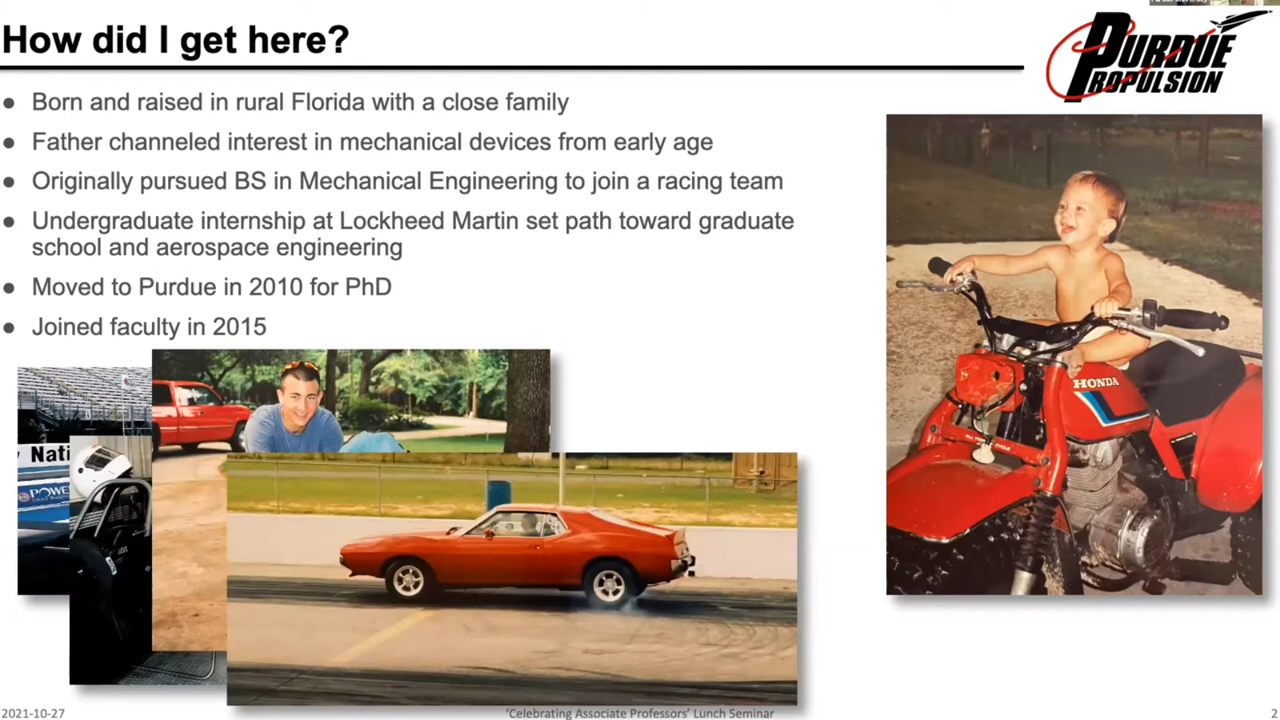 How did I get here?
PURDUE
PROPULSION
● Born and raised in rural Florida with a close family
● Father channeled interest in mechanical devices from early age
● Originally pursued BS in Mechanical Engineering to join a racing team
● Undergraduate internship at Lockheed Martin set path toward graduate
school and aerospace engineering
● Moved to Purdue in 2010 for PhD
● Joined faculty in 2015
HONDA
Nati
POWE
2021-10-27
'Celebrating Associate Professors' Lunch Seminar
2